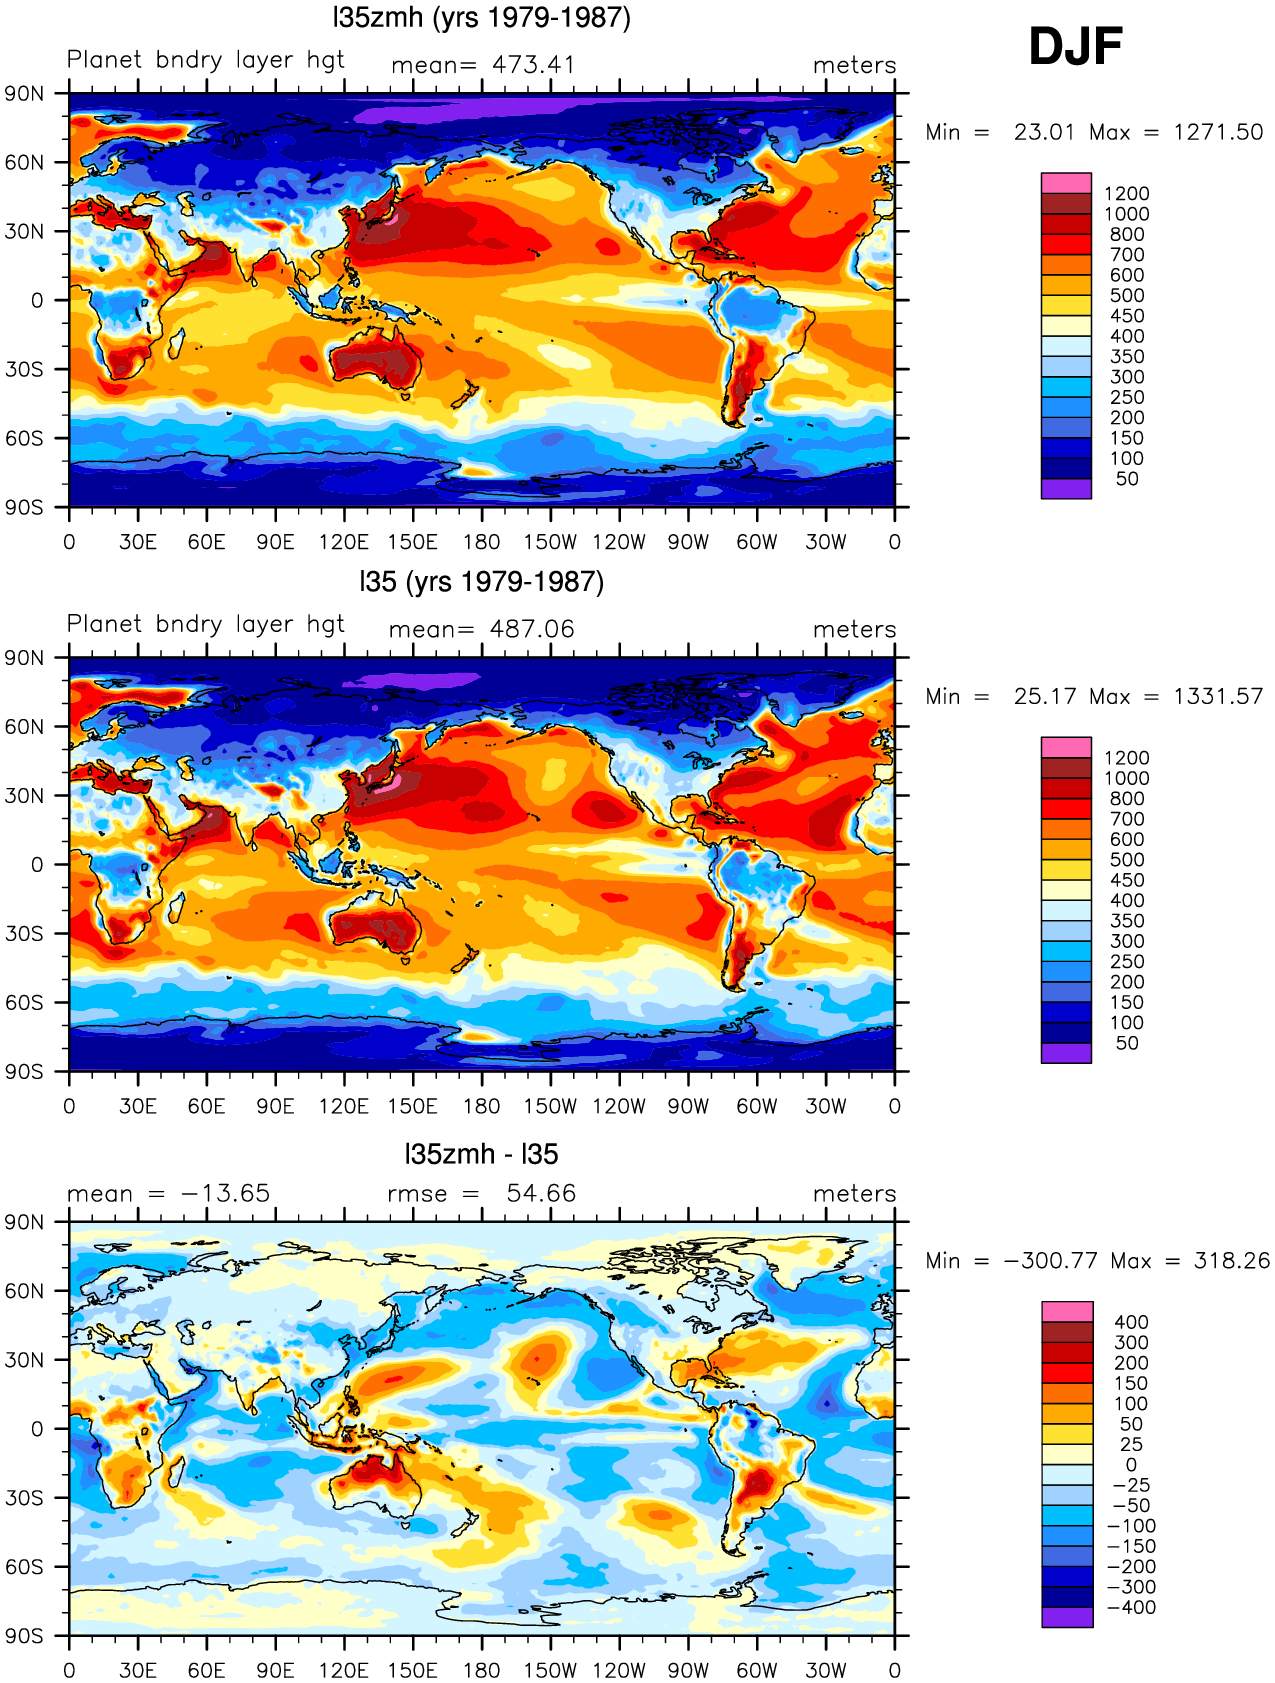 l35zmh (yrs 1979-1987)
DJF
Planet bndry layer hgt mean= 473.41 meters
Min = 23.01 Max = 1271.50
90N
60N
30N
0
30S
60S
90S
0 30E 60E 90E 120E 150E 180 150W 120W 90W 60W 30W 0
1200
1000
800
700
600
500
450
400
350
300
250
200
150
100
50
l35 (yrs 1979-1987)
Planet bndry layer hgt mean= 487.06 meters
Min = 25.17 Max = 1331.57
90N
60N
30N
0
30S
60S
90S
0 30E 60E 90E 120E 150E 180 150W 120W 90W 60W 30W 0
1200
1000
800
700
600
500
450
400
350
300
250
200
150
100
50
l35zmh - l35
mean = −13.65 rmse = 54.66 meters
Min = −300.77 Max = 318.26
90N
60N
30N
0
30S
60S
90S
0 30E 60E 90E 120E 150E 180 150W 120W 90W 60W 30W 0
400
300
200
150
100
50
25
0
−25
−50
−100
−150
−200
−300
−400